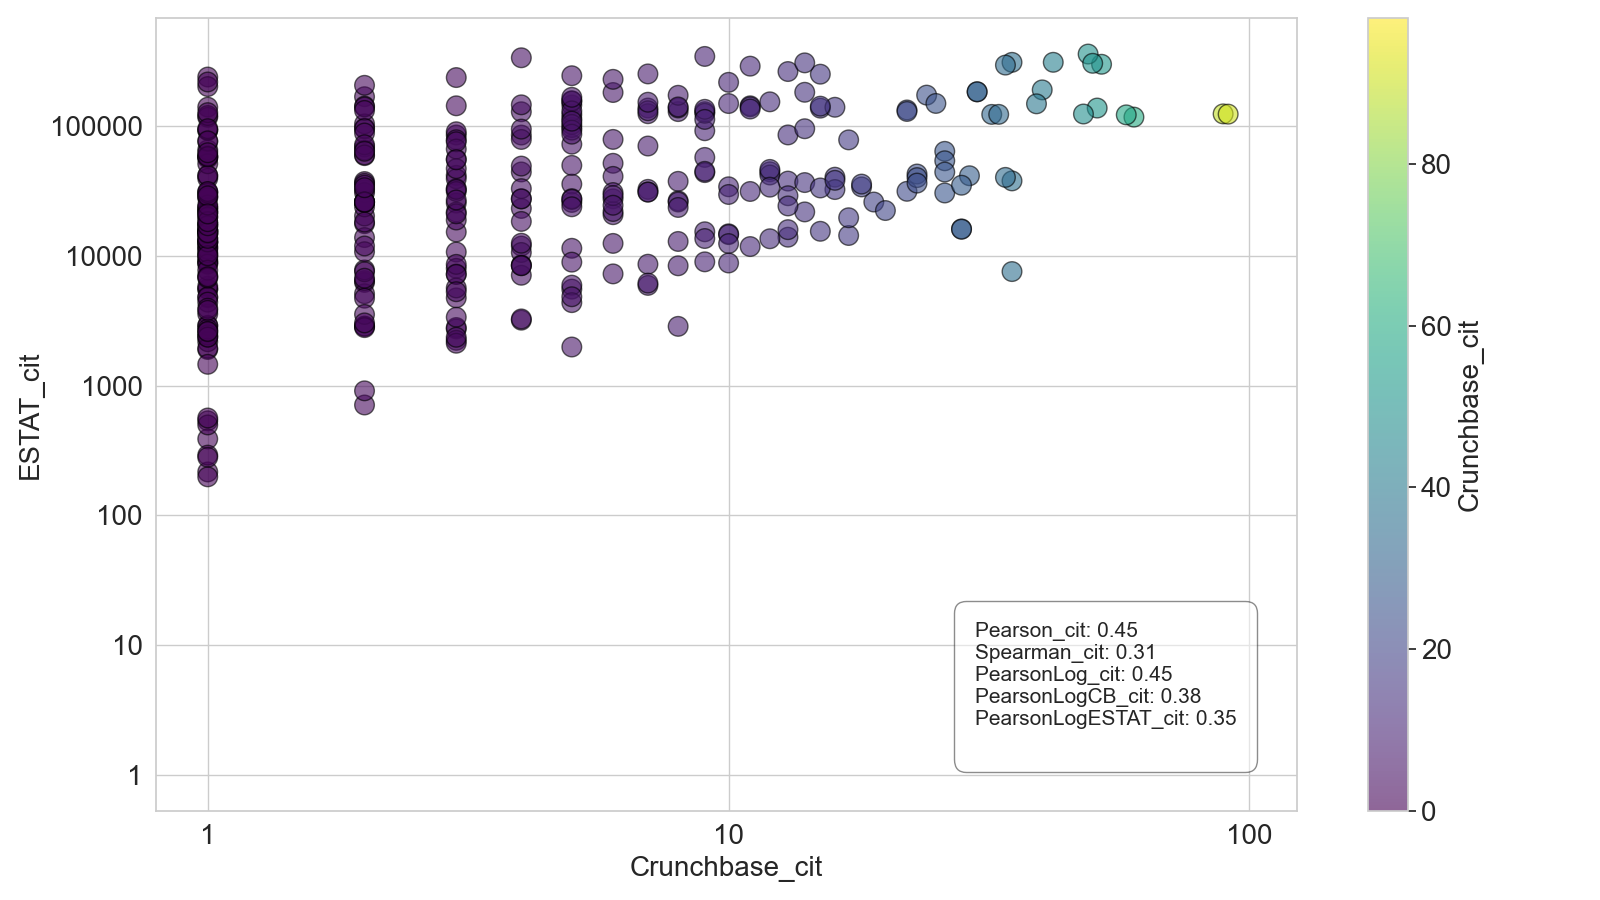 100000
10000
1000
100
10
1
ESTAT_cit
1
10
100
Crunchbase_cit
Pearson_cit: 0.45
Spearman_cit: 0.31
PearsonLog_cit: 0.45
PearsonLogCB_cit: 0.38
PearsonLogESTAT_cit: 0.35
80
60
40
20
0
Crunchbase_cit